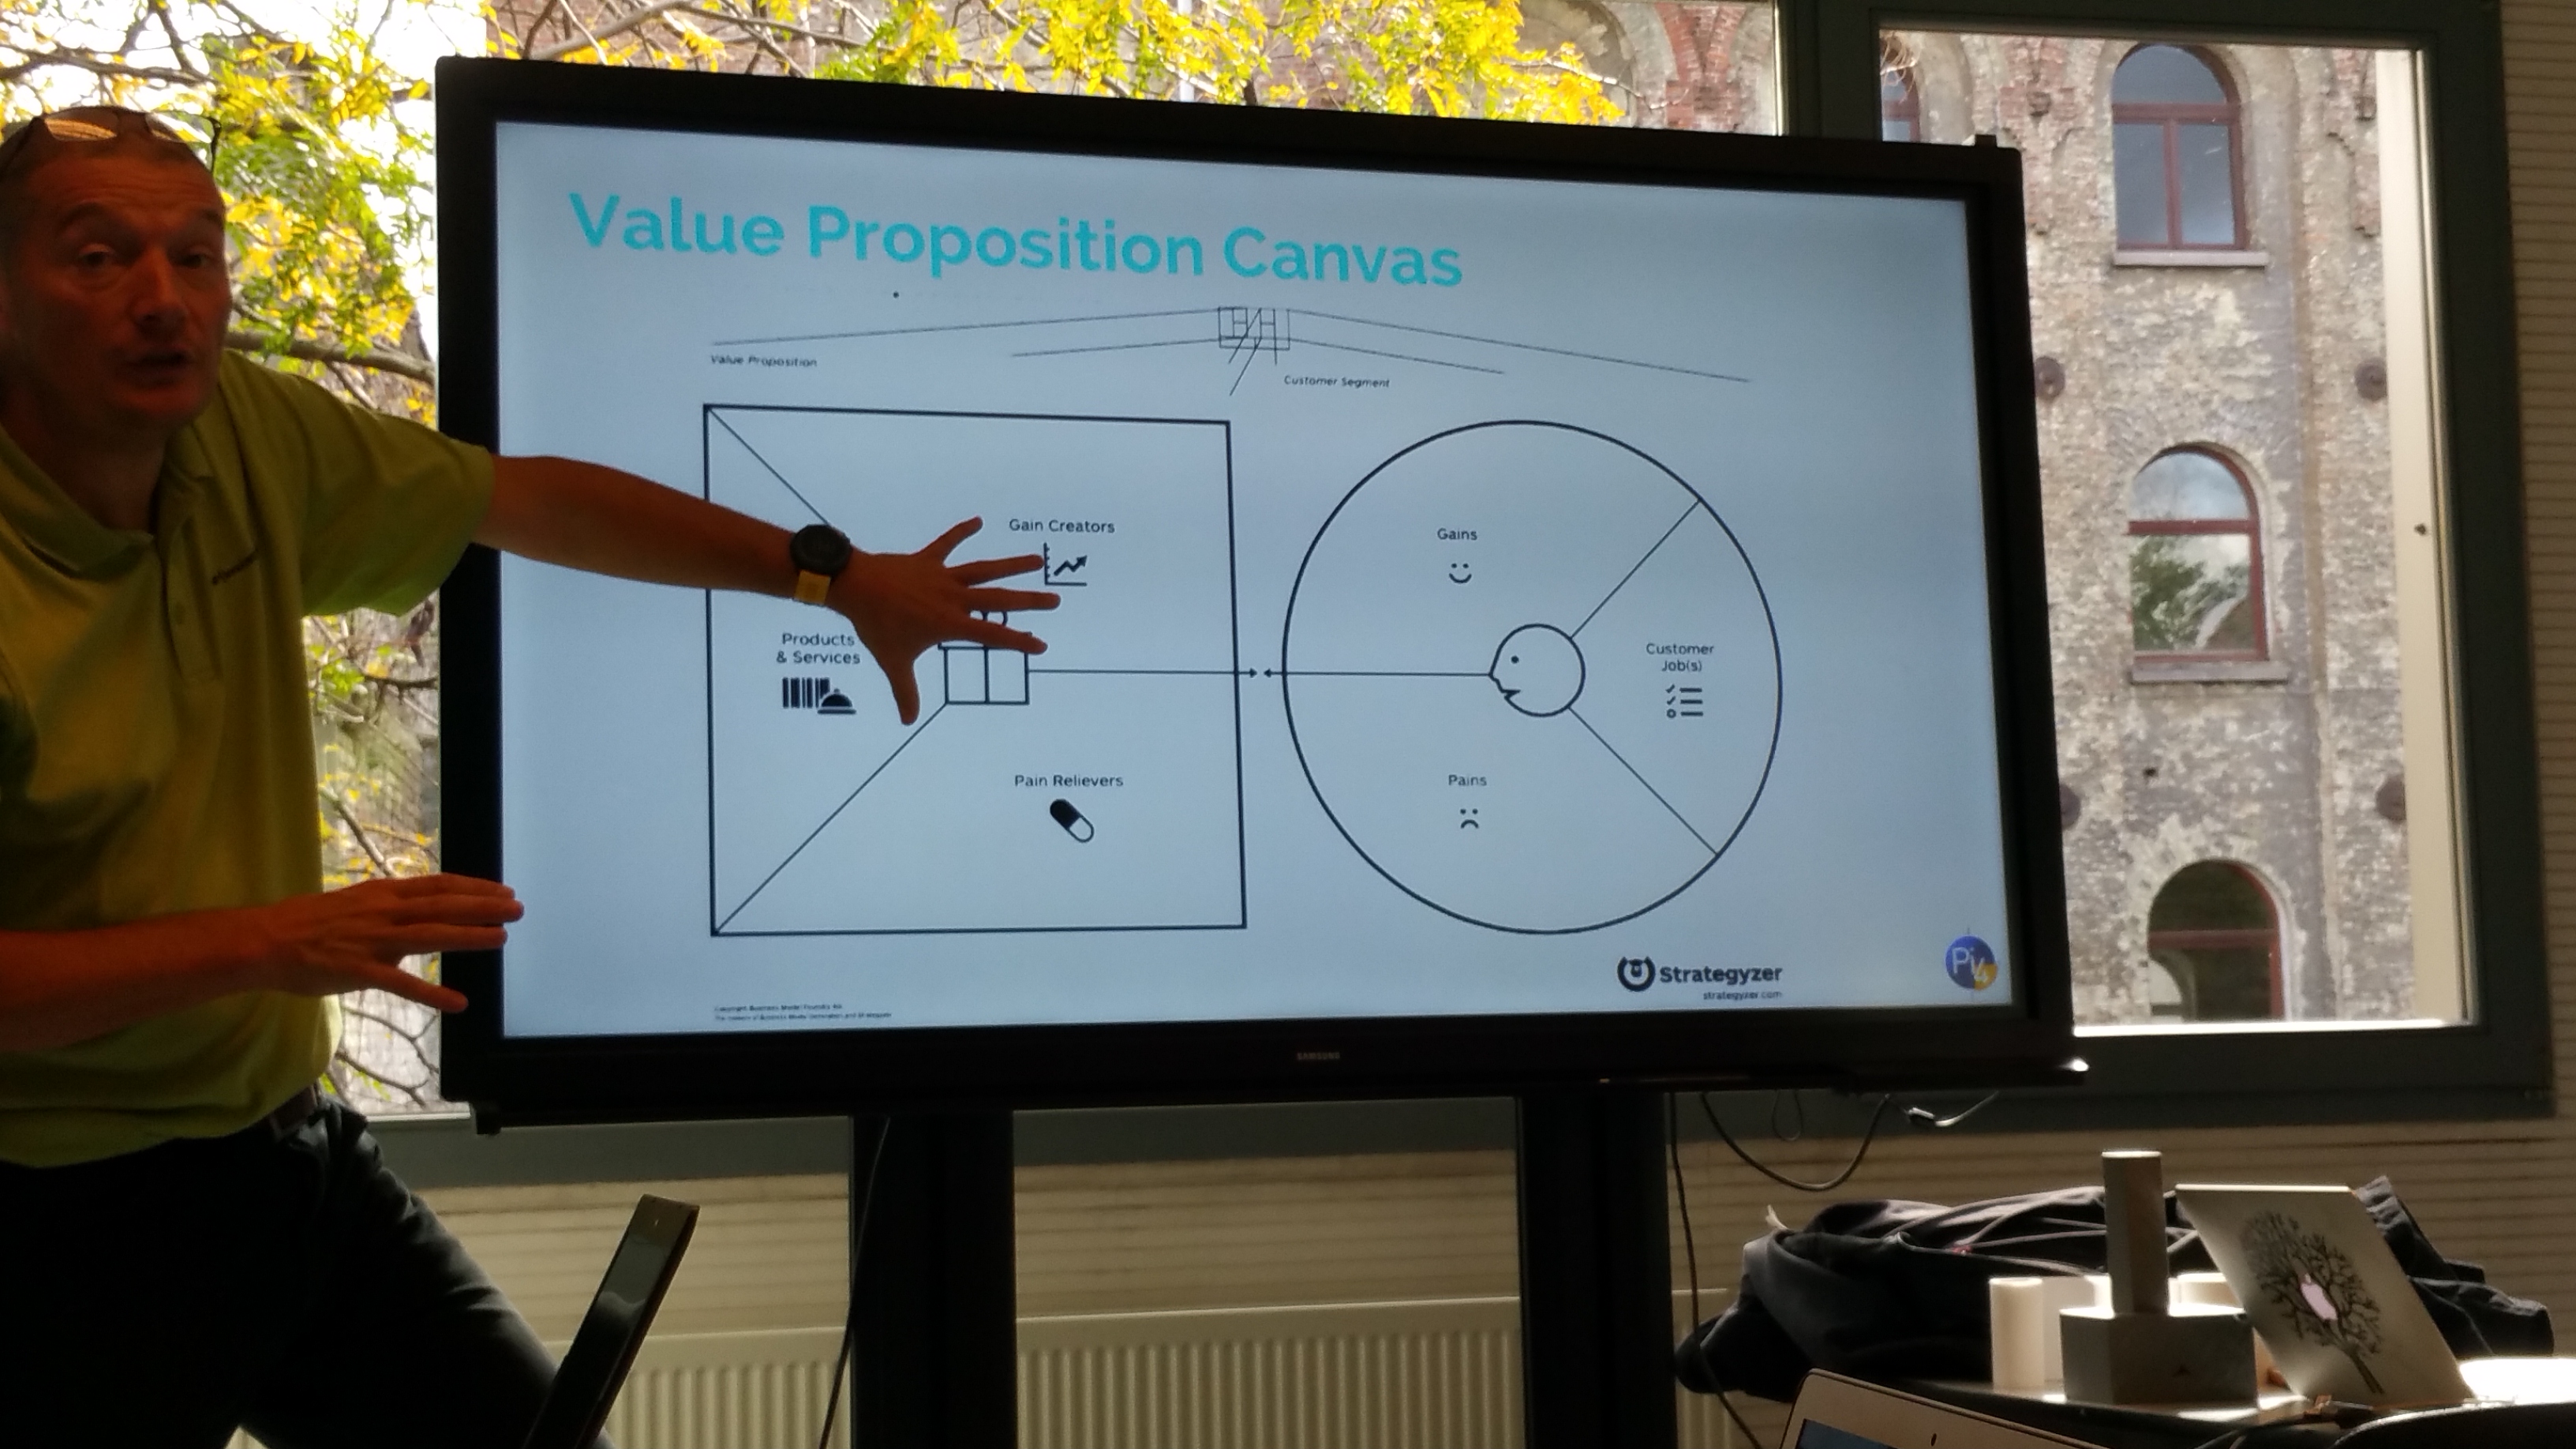 Value Proposition Canvas
Value Proposition
Customer Segment
Gain Creators
Gains
Products
& Services
Customer
Job(s)
Pain Relievers
Pains
Strategyzer
strategyzer.com
Pi4
Copyright Business Model Foundry AG
The makers of Business Model Generation and Strategyzer
SAMSUNG